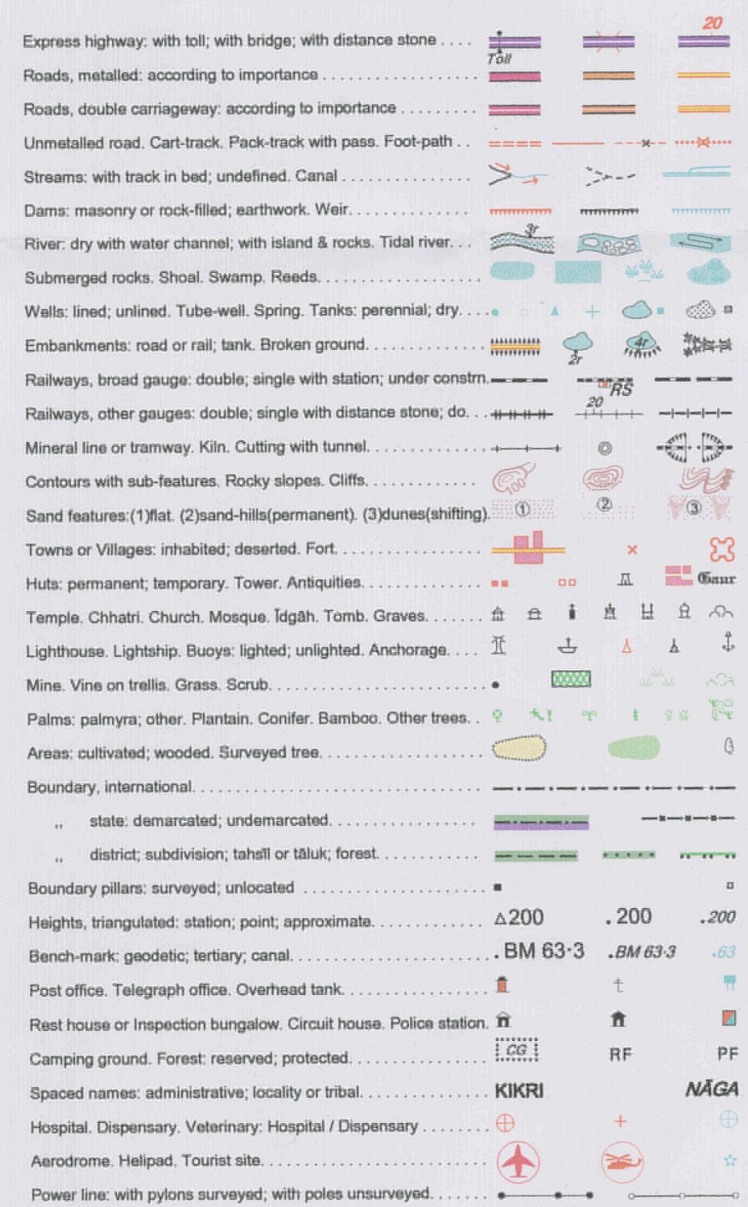 20
Express highway: with toll; with bridge; with distance stone ....
Toll
Roads, metalled: according to importance ................
Roads, double carriageway: according to importance .........
Unmetalled road. Cart-track. Pack-track with pass. Foot-path ..
Streams: with track in bed; undefined. Canal ..............
Dams: masonry or rock-filled; earthwork. Weir..............
River: dry with water channel; with island & rocks. Tidal river... 3r
Submerged rocks. Shoal. Swamp. Reeds..................
Wells: lined; unlined. Tube-well. Spring. Tanks: perennial; dry....
Embankments: road or rail; tank. Broken ground............ 2r 4r
Railways, broad gauge: double; single with station; under constrn. RS
Railways, other gauges: double; single with distance stone; do... 20
Mineral line or tramway. Kiln. Cutting with tunnel............
Contours with sub-features. Rocky slopes. Cliffs............. 100
Sand features:(1)flat. (2)sand-hills(permanent). (3)dunes(shifting). 1 2 3
Towns or Villages: inhabited; deserted. Fort................
Huts: permanent; temporary. Tower. Antiquities............. Gaur
Temple. Chhatri. Church. Mosque. Īdgāh. Tomb. Graves.......
Lighthouse. Lightship. Buoys: lighted; unlighted. Anchorage....
Mine. Vine on trellis. Grass. Scrub.......................
Palms: palmyra; other. Plantain. Conifer. Bamboo. Other trees..
Areas: cultivated; wooded. Surveyed tree..................
Boundary, international................................
,, state: demarcated; undemarcated..................
,, district; subdivision; tahsīl or tāluk; forest............
Boundary pillars: surveyed; unlocated ..................
Heights, triangulated: station; point; approximate............ △200 .200 .200
Bench-mark: geodetic; tertiary; canal..................... .BM 63·3 .BM 63·3 .63
Post office. Telegraph office. Overhead tank................
Rest house or Inspection bungalow. Circuit house. Police station.
Camping ground. Forest: reserved; protected.............. CG RF PF
Spaced names: administrative; locality or tribal............. KIKRI NĀGA
Hospital. Dispensary. Veterinary: Hospital / Dispensary .......
Aerodrome. Helipad. Tourist site.........................
Power line: with pylons surveyed; with poles unsurveyed.......